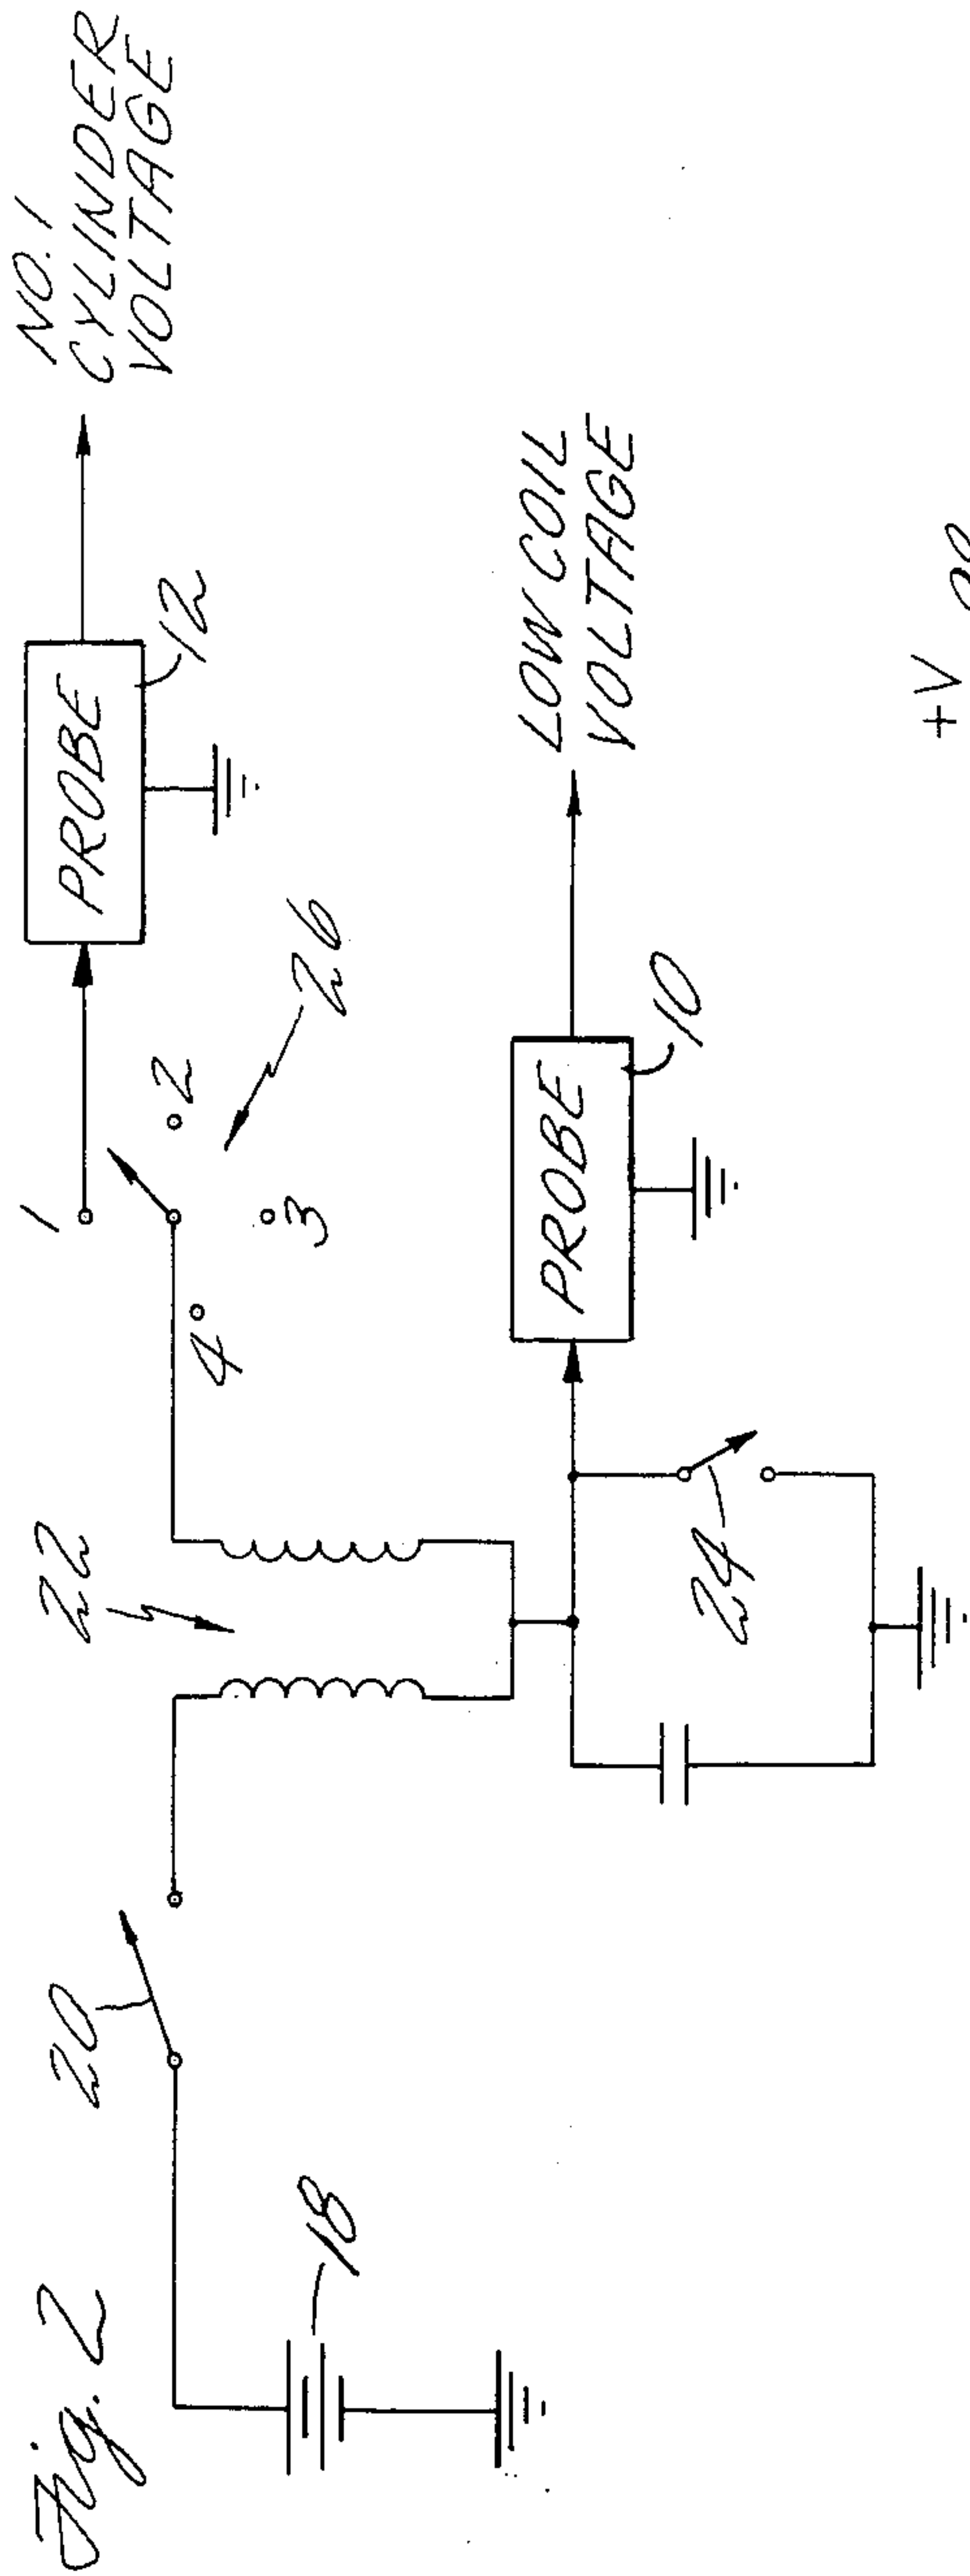 Fig. 2
NO. 1
CYLINDER
VOLTAGE
PROBE
12
1
2
3
4
26
22
20
18
LOW COIL
VOLTAGE
PROBE
10
24
+V